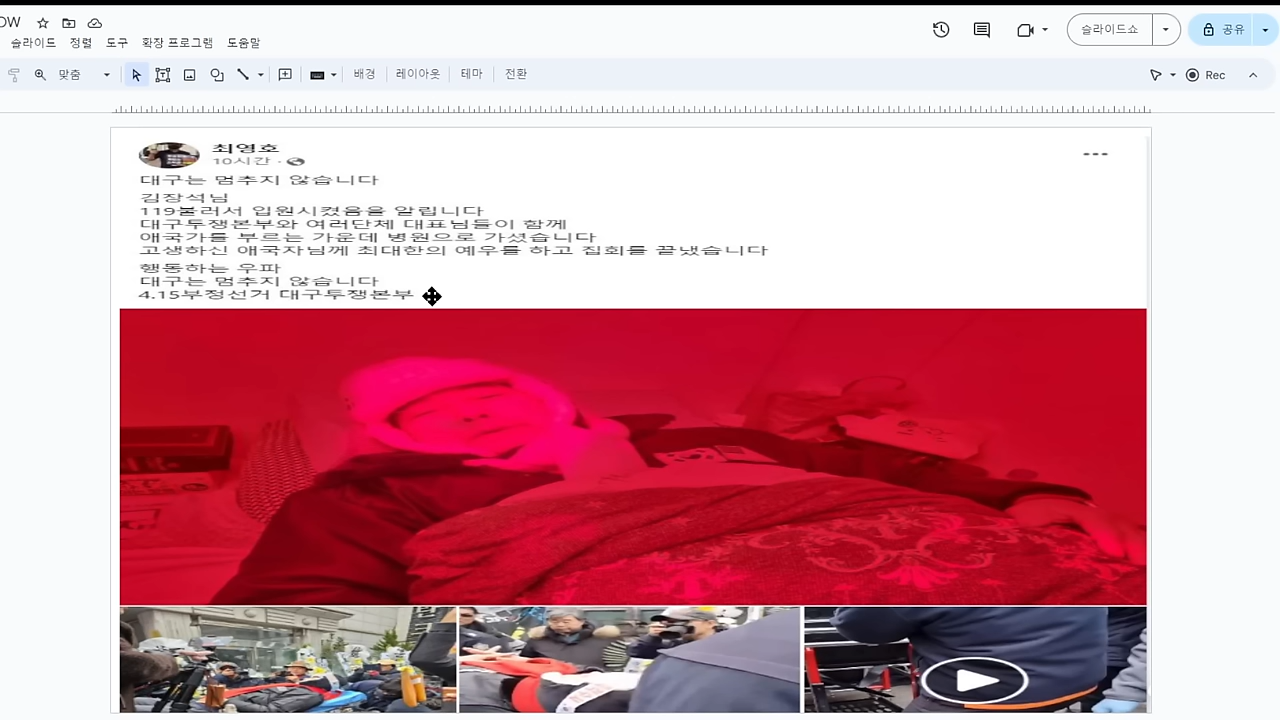 OW
슬라이드 정렬 도구 확장 프로그램 도움말
슬라이드쇼
공유
맞춤
배경 레이아웃 테마 전환
Rec
최영호
10시간 ·
대구는 멈추지 않습니다
김장석님
119불러서 입원시켰음을 알립니다
대구투쟁본부와 여러단체 대표님들이 함께
애국가를 부르는 가운데 병원으로 가셨습니다
고생하신 애국자님께 최대한의 예우를 하고 집회를 끝냈습니다
행동하는 우파
대구는 멈추지 않습니다
4.15부정선거 대구투쟁본부